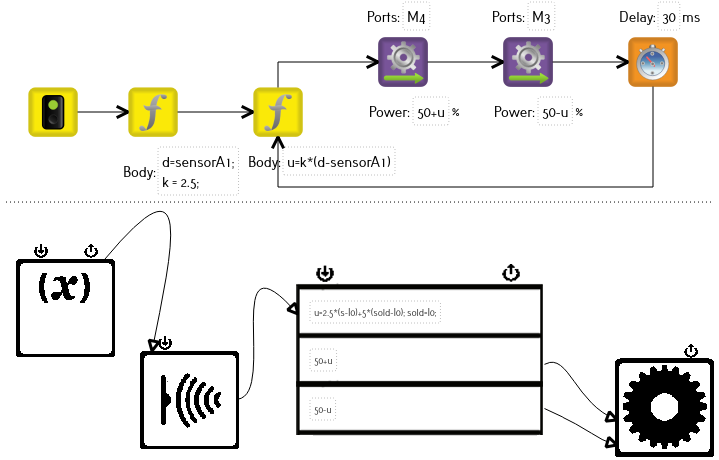 Ports: M4
Ports: M3
Delay: 30 ms
Power: 50+u %
Power: 50-u %
Body: d=sensorA1;
k = 2.5;
Body: u=k*(d-sensorA1)
(x)
u=2.5*(s-l0)+5*(sold-l0); sold=l0;
50+u
50-u